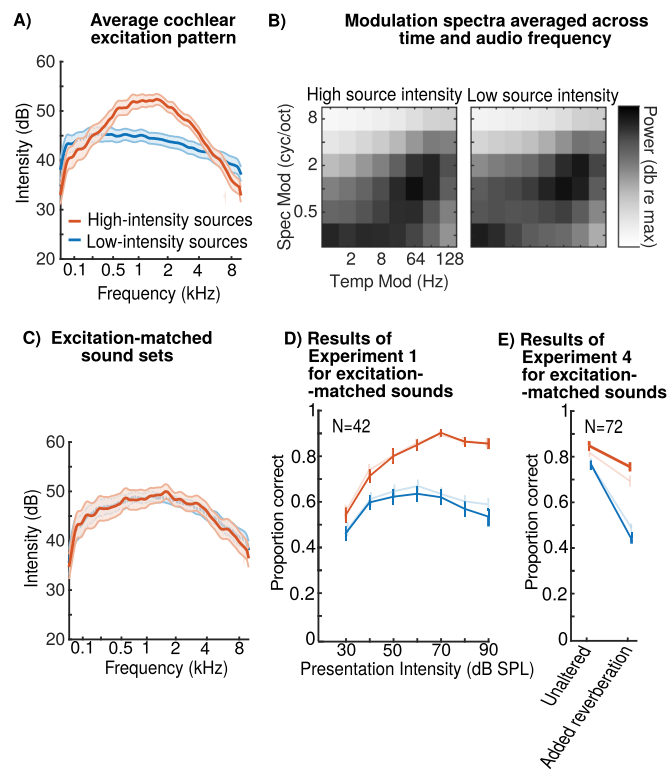 A) Average cochlear
excitation pattern
60
50
40
30
20
Intensity (dB)
High-intensity sources
Low-intensity sources
0.1 0.5 1 2 8
Frequency (kHz)
B) Modulation spectra averaged across
time and audio frequency
High source intensity Low source intensity
8
2
0.5
Spec Mod (cyc/oct)
2 8 64 128
Temp Mod (Hz)
Power (db re max)
C) Excitation-matched
sound sets
60
50
40
30
20
Intensity (dB)
0.1 0.5 1 2 8
Frequency (kHz)
D) Results of
Experiment 1
for excitation-
-matched sounds
N=42
1
0.8
0.6
0.4
0.2
0
Proportion correct
30 50 70 90
Presentation Intensity (dB SPL)
E) Results of
Experiment 4
for excitation-
-matched sounds
N=72
1
0.8
0.6
0.4
0.2
0
Proportion correct
Unaltered
Added reverberation